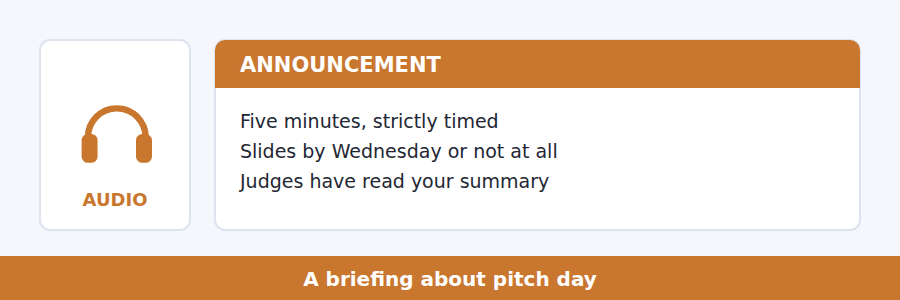 AUDIO
ANNOUNCEMENT
Five minutes, strictly timed
Slides by Wednesday or not at all
Judges have read your summary
A briefing about pitch day